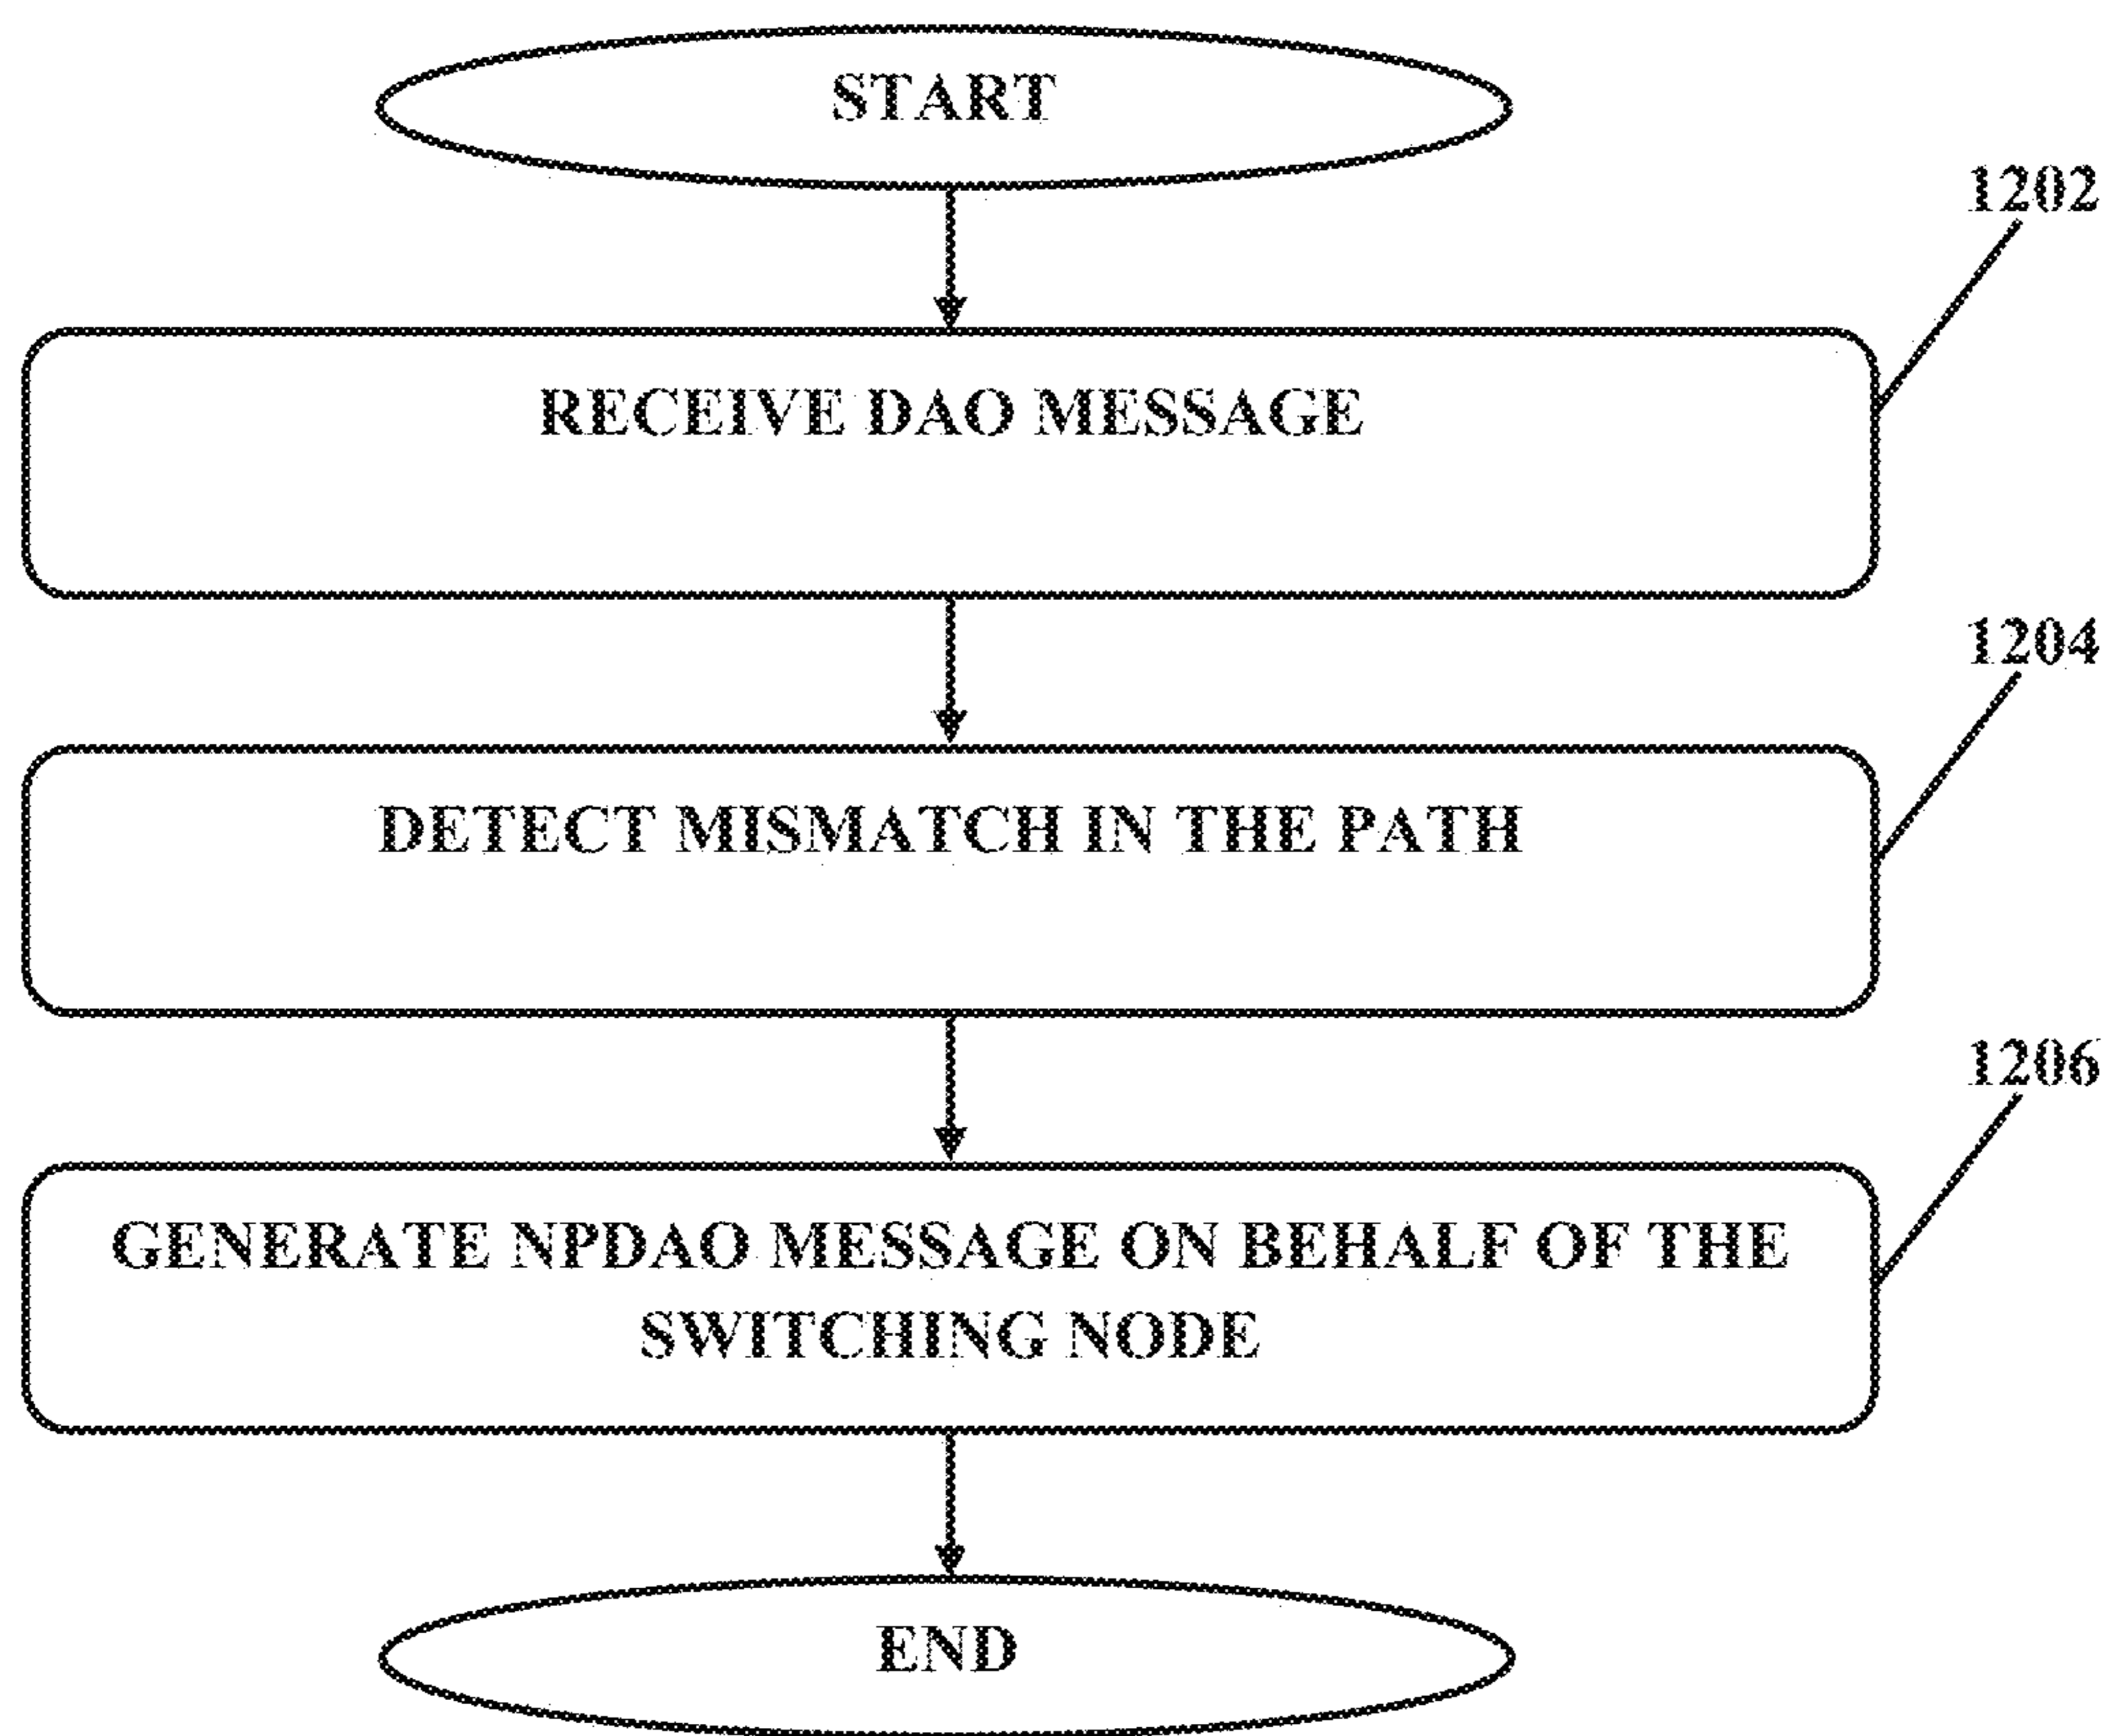 START
1202
RECEIVE DAO MESSAGE
1204
DETECT MISMATCH IN THE PATH
1206
GENERATE NPDAO MESSAGE ON BEHALF OF THE
SWITCHING NODE
END